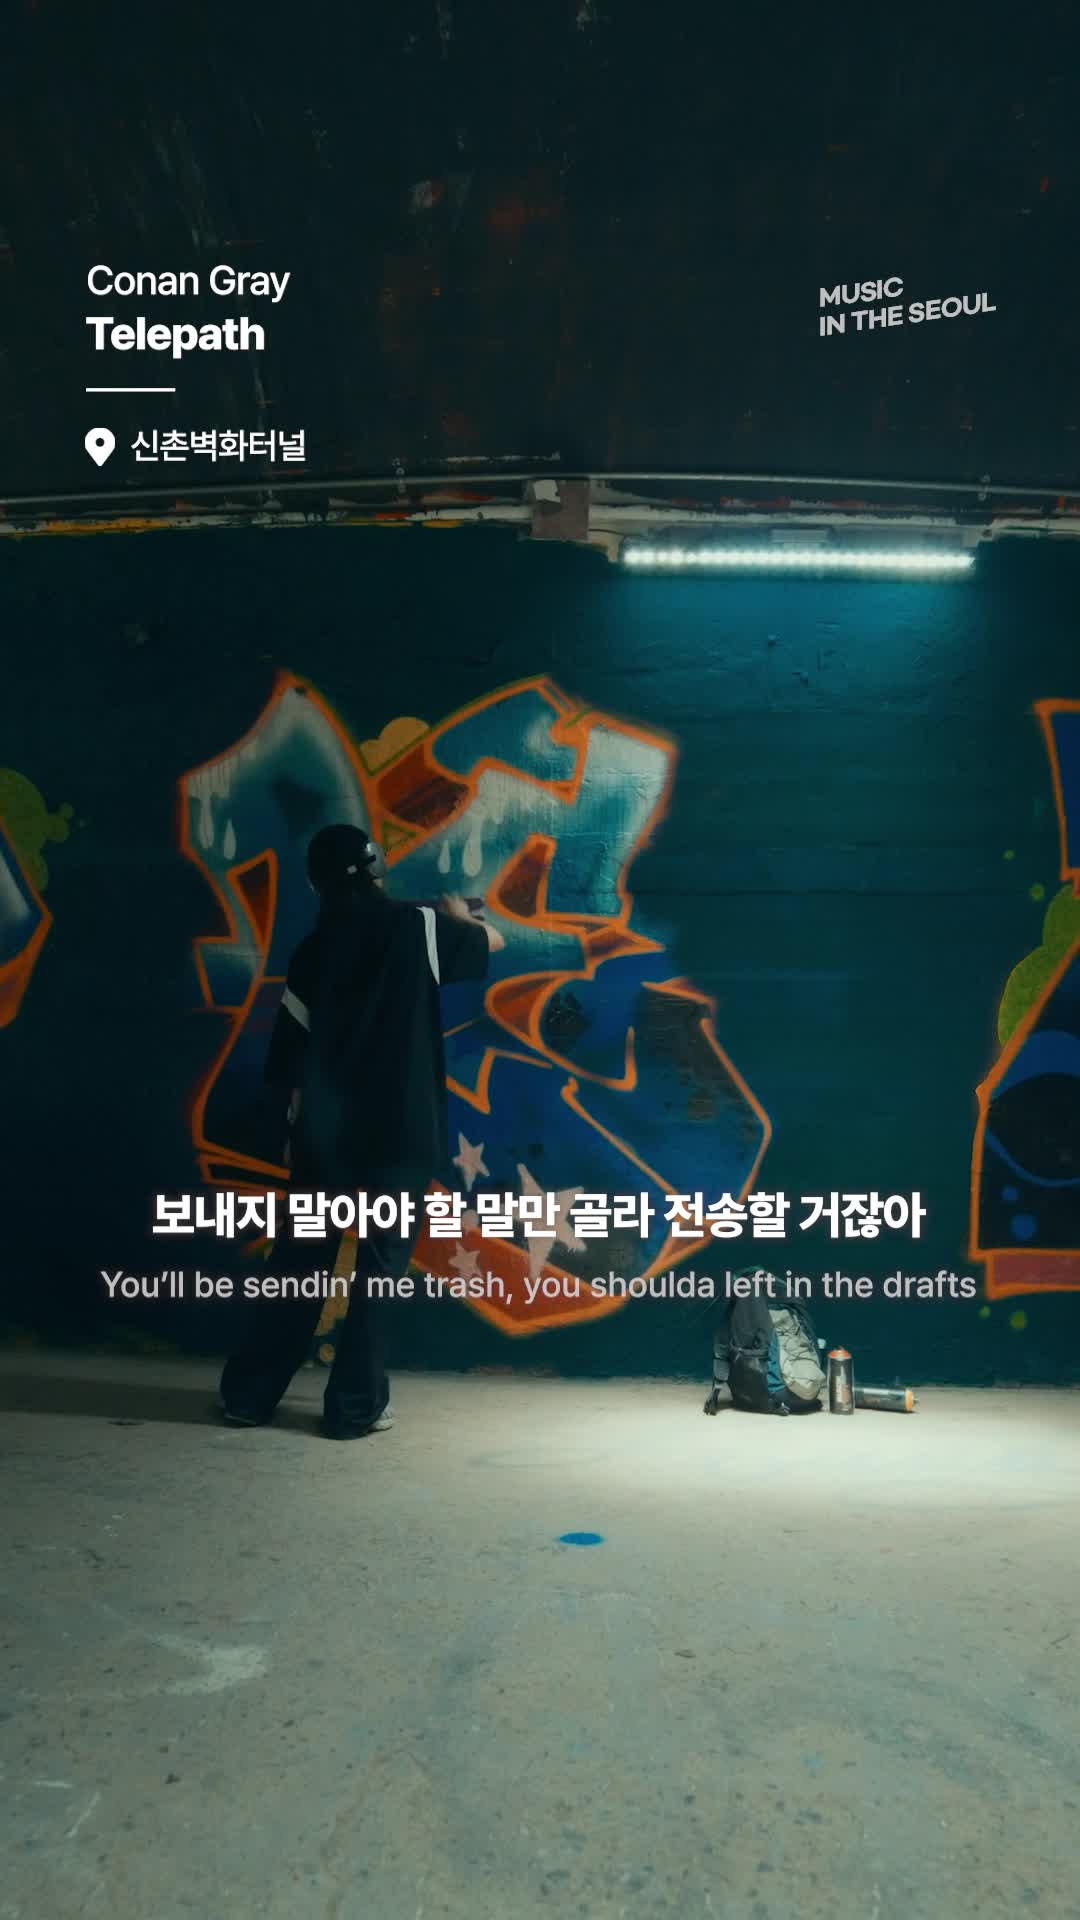 Conan Gray
Telepath
신촌벽화터널
MUSIC
IN THE SEOUL
보내지 말아야 할 말만 골라 전송할 거잖아
You’ll be sendin’ me trash, you shoulda left in the drafts